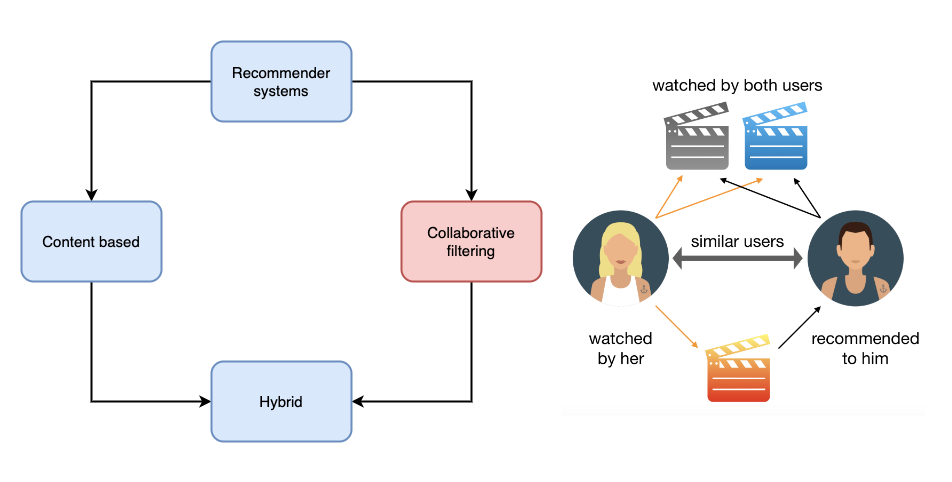 Recommender
systems
Content based
Collaborative
filtering
Hybrid
watched by both users
similar users
watched
by her
recommended
to him